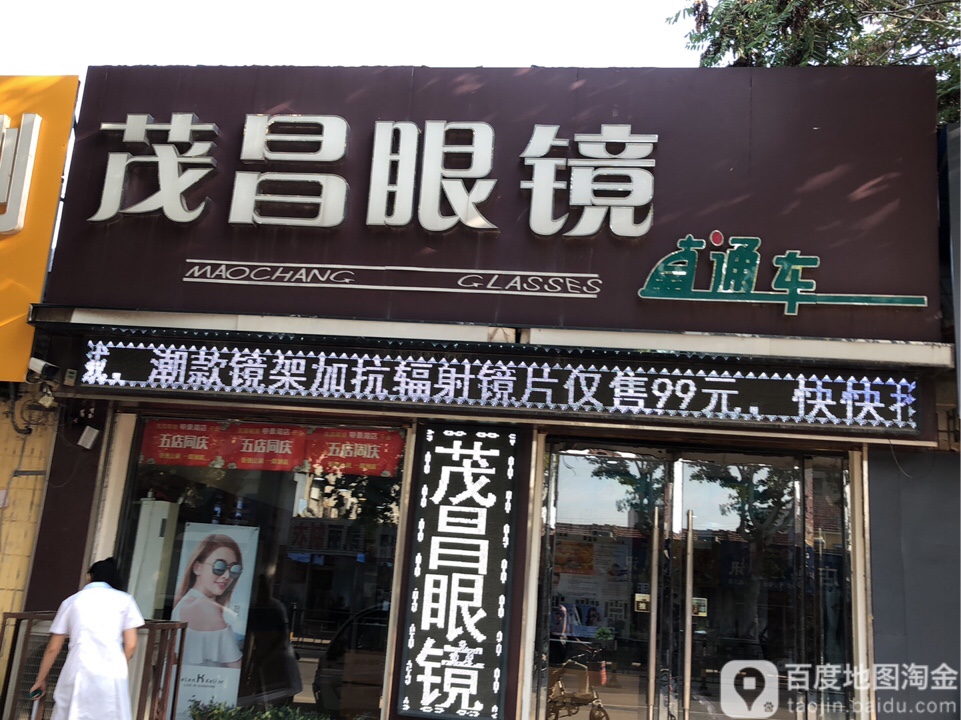 茂昌眼镜
MAOCHANG GLASSES
直通车
潮款镜架加抗辐射镜片仅售99元、快快
五店同庆
五店同庆
五店同庆
茂昌眼镜
百度地图淘金
taojin.baidu.com